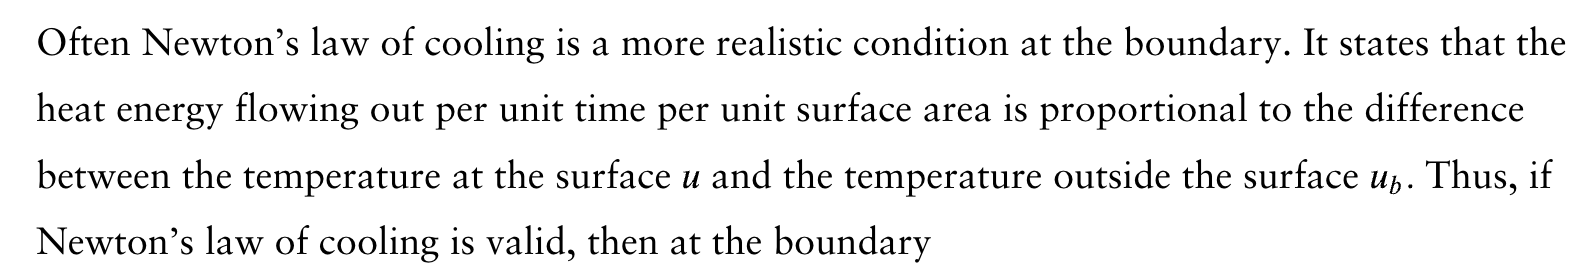 Often Newton’s law of cooling is a more realistic condition at the boundary. It states that the
heat energy flowing out per unit time per unit surface area is proportional to the difference
between the temperature at the surface u and the temperature outside the surface u_b. Thus, if
Newton’s law of cooling is valid, then at the boundary